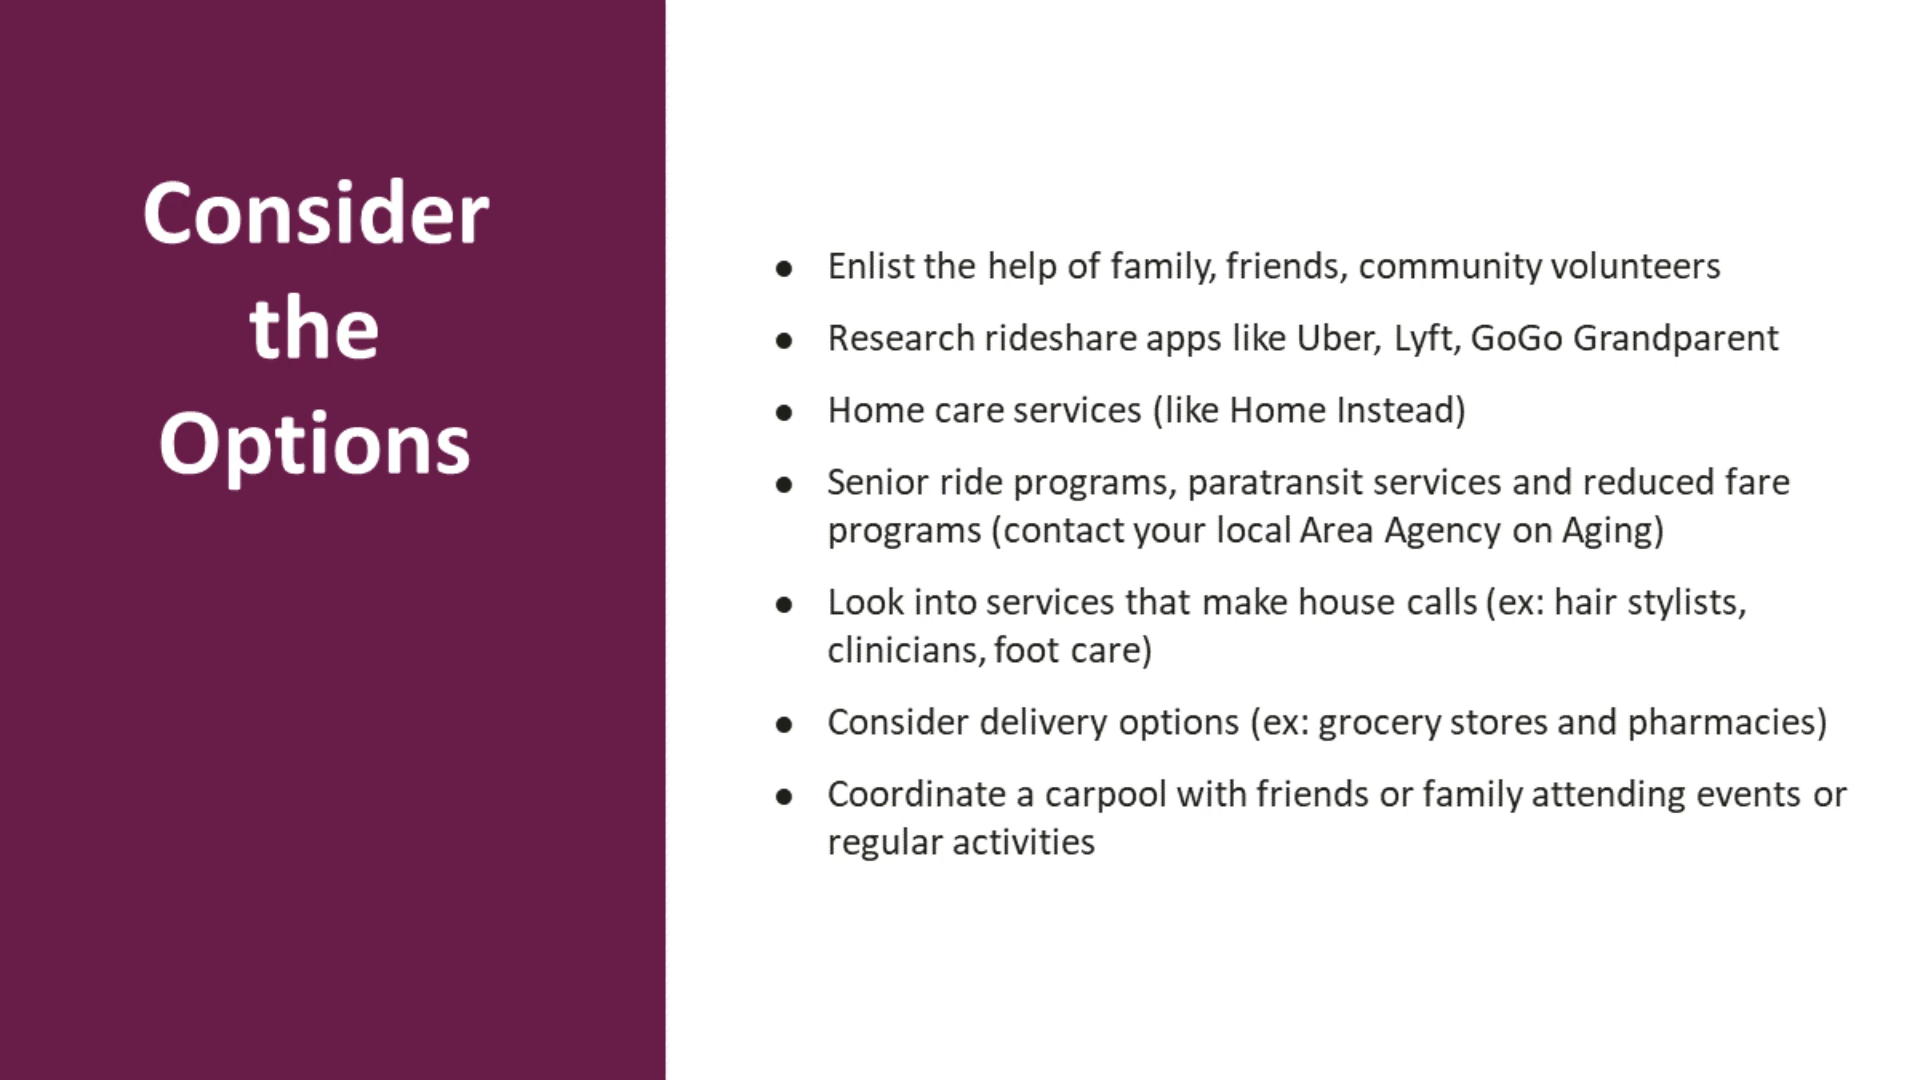 Consider
the
Options
● Enlist the help of family, friends, community volunteers
● Research rideshare apps like Uber, Lyft, GoGo Grandparent
● Home care services (like Home Instead)
● Senior ride programs, paratransit services and reduced fare
programs (contact your local Area Agency on Aging)
● Look into services that make house calls (ex: hair stylists,
clinicians, foot care)
● Consider delivery options (ex: grocery stores and pharmacies)
● Coordinate a carpool with friends or family attending events or
regular activities